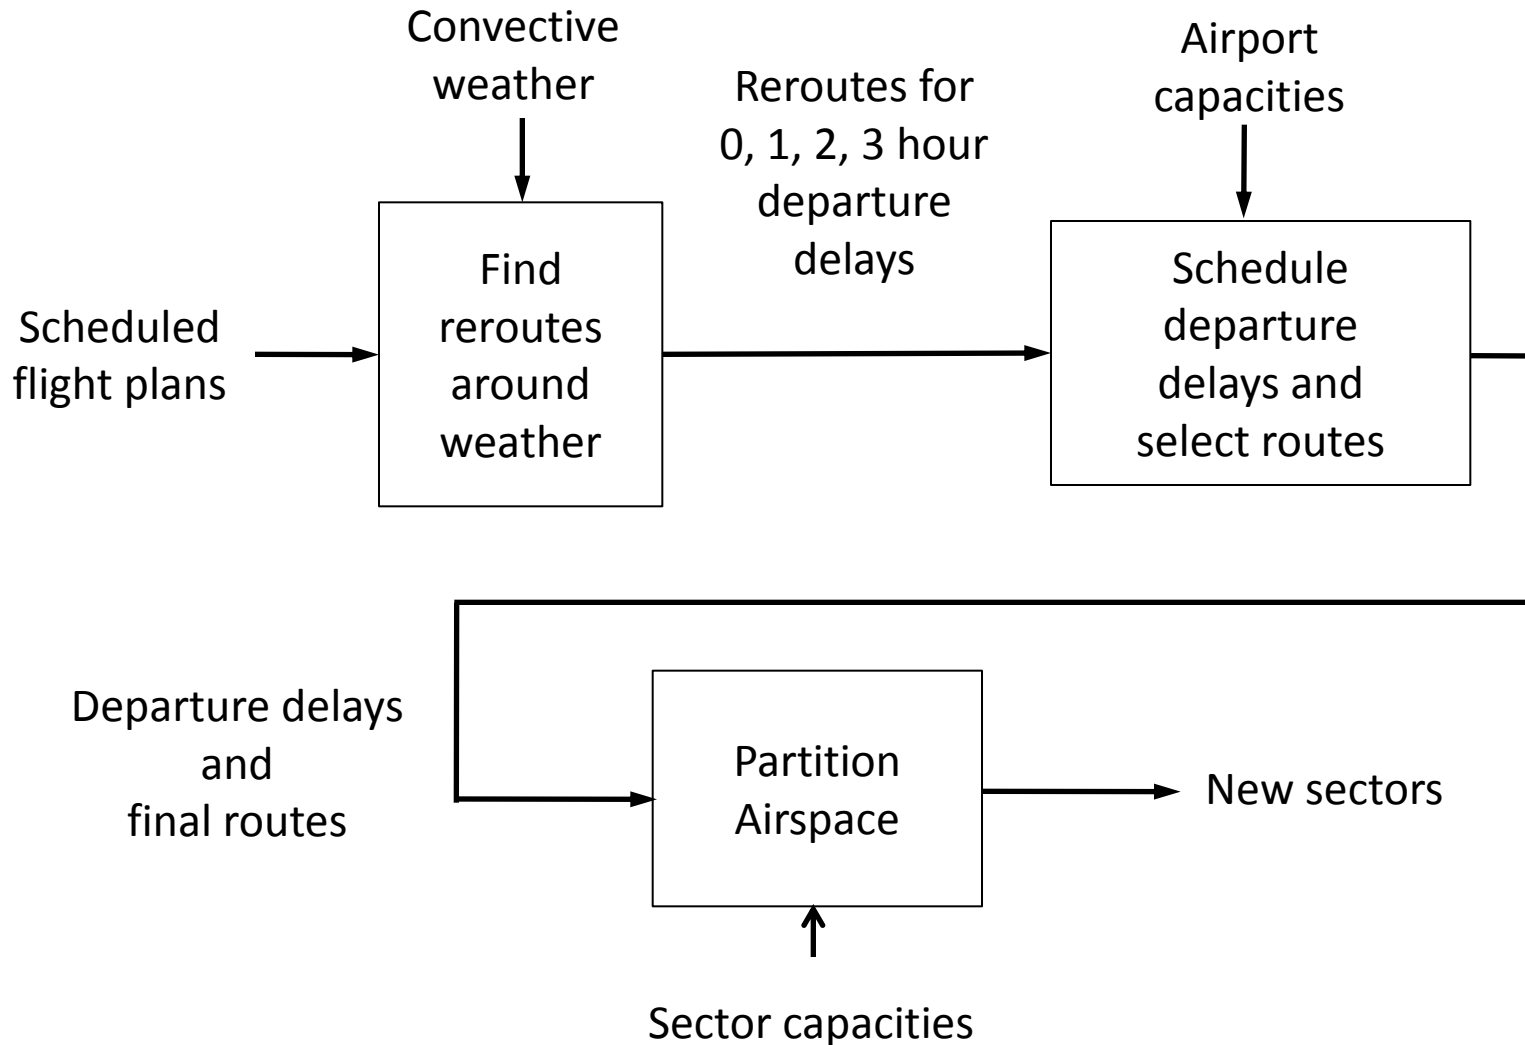 Convective
weather
Airport
capacities
Reroutes for
0, 1, 2, 3 hour
departure
delays
Scheduled
flight plans
Find
reroutes
around
weather
Schedule
departure
delays and
select routes
Departure delays
and
final routes
Partition
Airspace
New sectors
Sector capacities